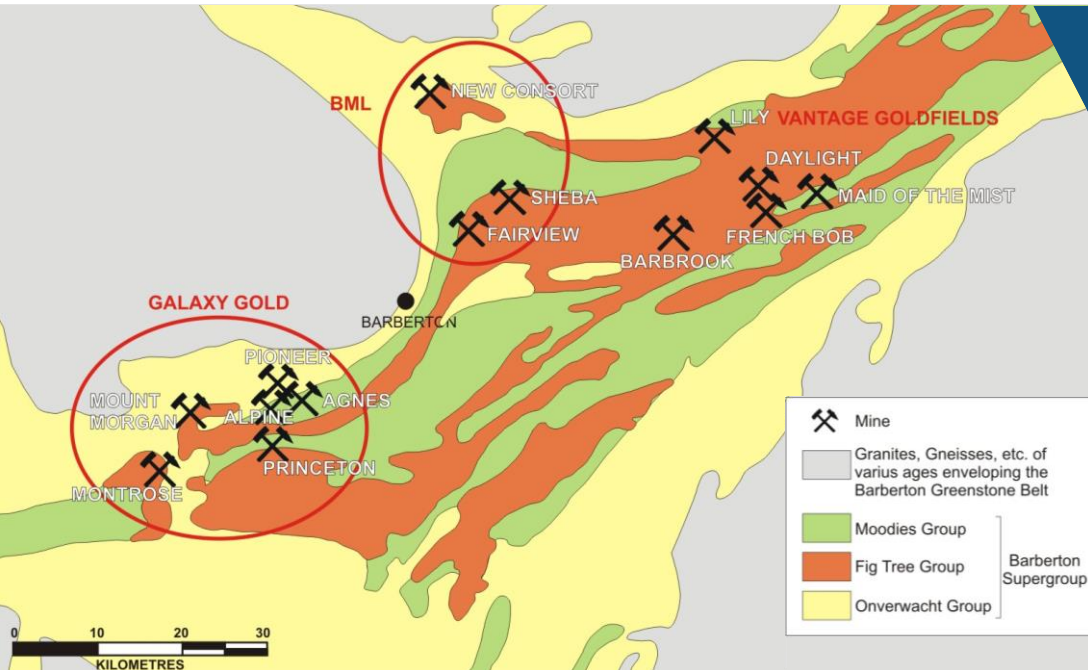 NEW CONSORT
BML
LILY
VANTAGE GOLDFIELDS
DAYLIGHT
SHEBA
MAID OF THE MIST
FAIRVIEW
FRENCH BOB
BARBROOK
GALAXY GOLD
BARBERTON
PIONEER
MOUNT
MORGAN
ALPINE
AGNES
PRINCETON
MONTROSE
Mine
Granites, Gneisses, etc. of
varius ages enveloping the
Barberton Greenstone Belt
Moodies Group
Fig Tree Group
Onverwacht Group
Barberton
Supergroup
0 10 20 30
KILOMETRES